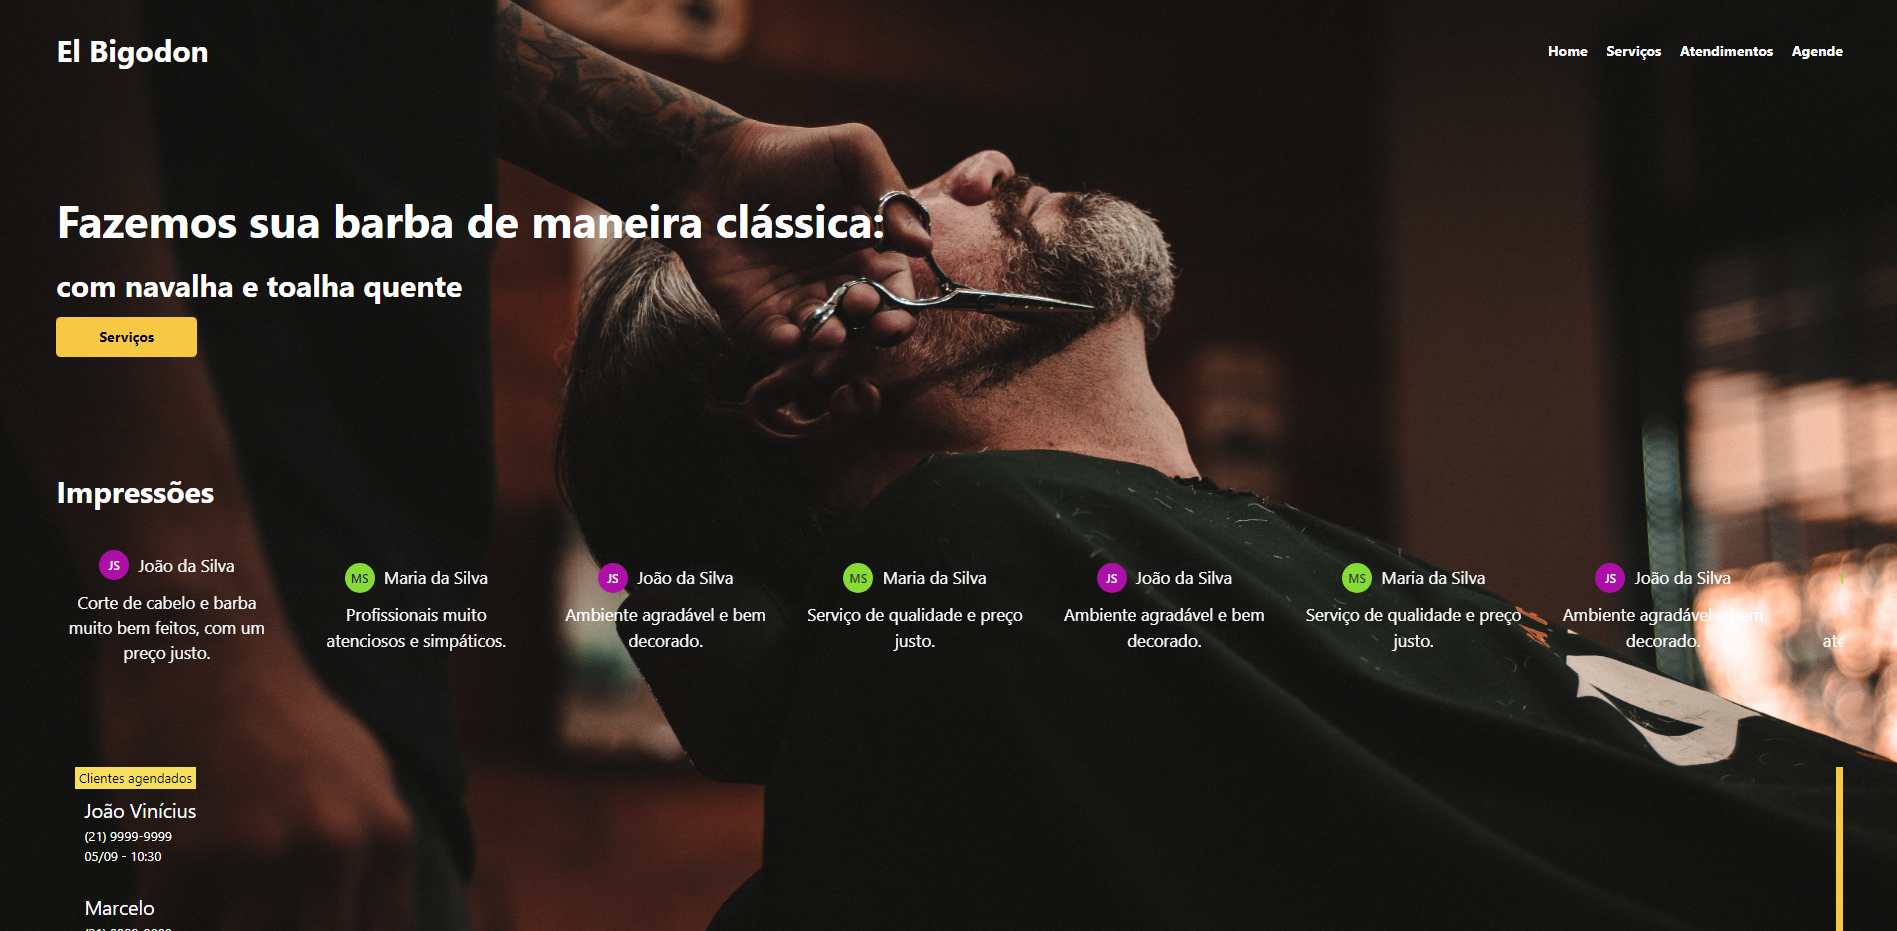 El Bigodon
Home Serviços Atendimentos Agende
Fazemos sua barba de maneira clássica:
com navalha e toalha quente
Serviços
Impressões
JS João da Silva
Corte de cabelo e barba
muito bem feitos, com um
preço justo.
MS Maria da Silva
Profissionais muito
atenciosos e simpáticos.
JS João da Silva
Ambiente agradável e bem
decorado.
MS Maria da Silva
Serviço de qualidade e preço
justo.
JS João da Silva
Ambiente agradável e bem
decorado.
MS Maria da Silva
Serviço de qualidade e preço
justo.
JS João da Silva
Ambiente agradável e bem
decorado.
Clientes agendados
João Vinícius
(21) 9999-9999
05/09 - 10:30
Marcelo